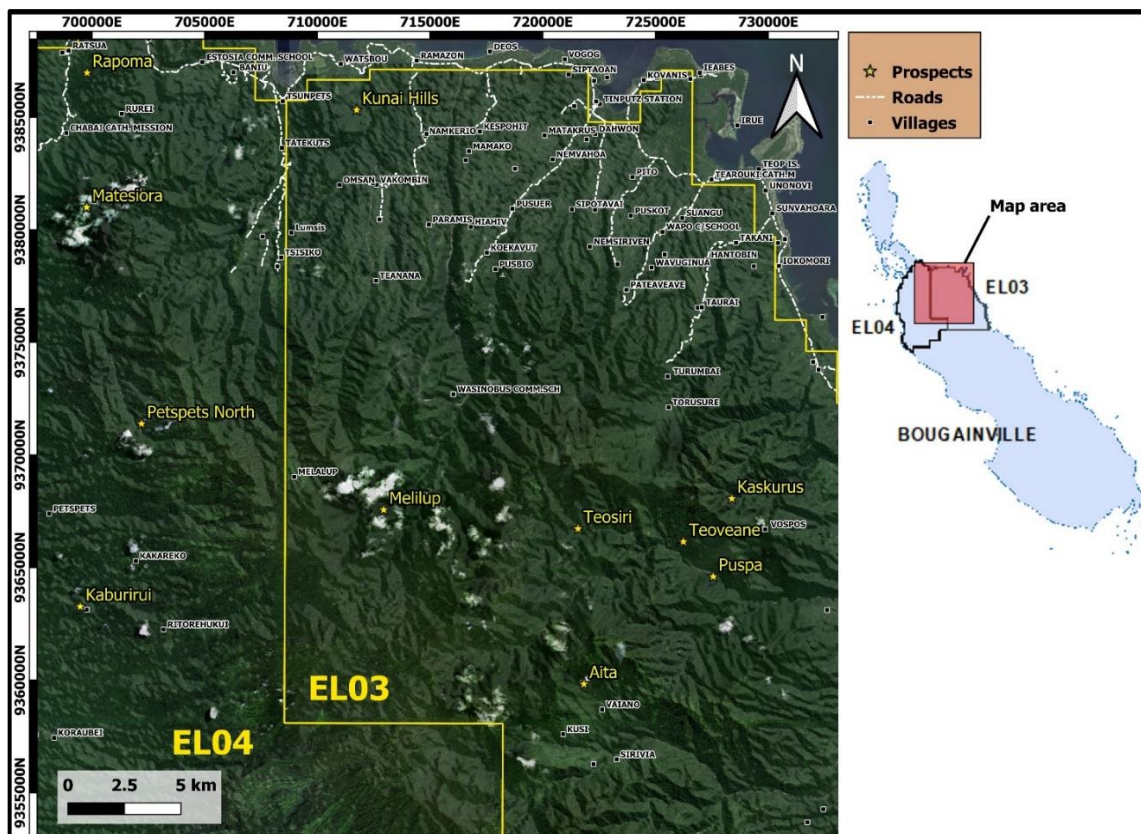 700000E 705000E 710000E 715000E 720000E 725000E 730000E
9385000N
9380000N
9375000N
9370000N
9365000N
9360000N
9355000N
RATSUA
Rapoma
ESTOSIA COMM. SCHOOL
BANIU
WATSBOU
RAMAZON
DEOS
VOGOG
SIPTAOAN
KOVANIS
IEABES
N
TSUNPETS
Kunai Hills
TINPUTZ STATION
RUREI
IRUE
CHABAI CATH. MISSION
TATEKUTS
NAMKERIO
KESPOHIT
MATAKRUS
DAHWON
MAMAKO
NEMVAHOA
TEOP IS.
OMSAN
VAKOMBIN
PITO
TEAROUKI CATH.M
UNONOVI
Matesiora
PUSUER
SIPOTAVAI
PUSKOT
SUANGU
SUNVAHOARA
Lumsis
PARAMIS
HIAHIV
WAPO C/ SCHOOL
TAKANI
TSISIKO
KOEKAVUT
NEMSIRIVEN
HANTOBIN
PUSBIO
WAVUGINUA
IOKOMORI
TEANANA
PATEAVEAVE
TAURAI
TURUMBAI
WASINOBUS COMM.SCH
TORUSURE
Petspets North
MELALUP
Melilup
Kaskurus
PETSPETS
Teosiri
Teoveane
VOSPOS
KAKAREKO
Puspa
Kaburirui
RITOREHUKUI
Aita
EL03
VAIANO
KORAUBEI
EL04
KUSI
SIRIVIA
0 2.5 5 km
Prospects
Roads
Villages
Map area
EL03
EL04
BOUGAINVILLE